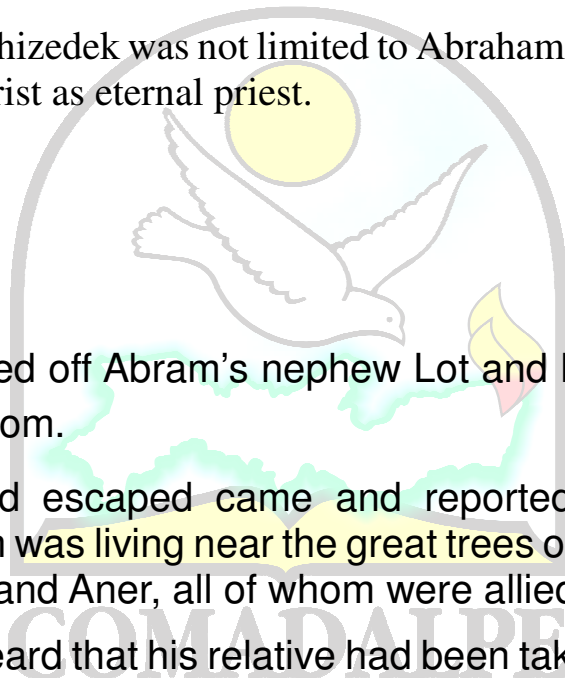 hizedek was not limited to Abraham
rist as eternal priest.
ed off Abram's nephew Lot and
om.
d escaped came and reported
was living near the great trees o
and Aner, all of whom were allied
eard that his relative had been tak
COMADALPE